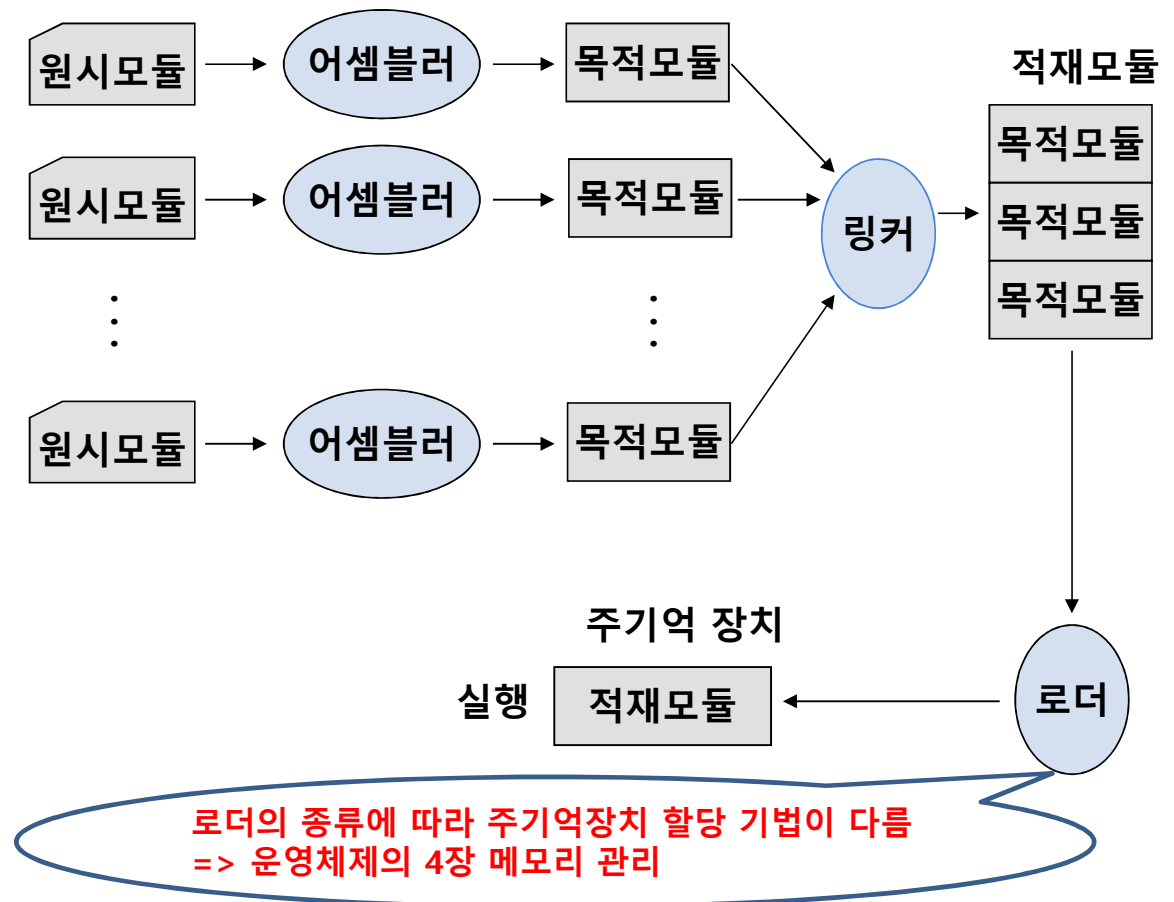 원시모듈
어셈블러
목적모듈
적재모듈
원시모듈
어셈블러
목적모듈
링커
목적모듈
목적모듈
목적모듈
원시모듈
어셈블러
목적모듈
주기억 장치
실행
적재모듈
로더
로더의 종류에 따라 주기억장치 할당 기법이 다름
=> 운영체제의 4장 메모리 관리